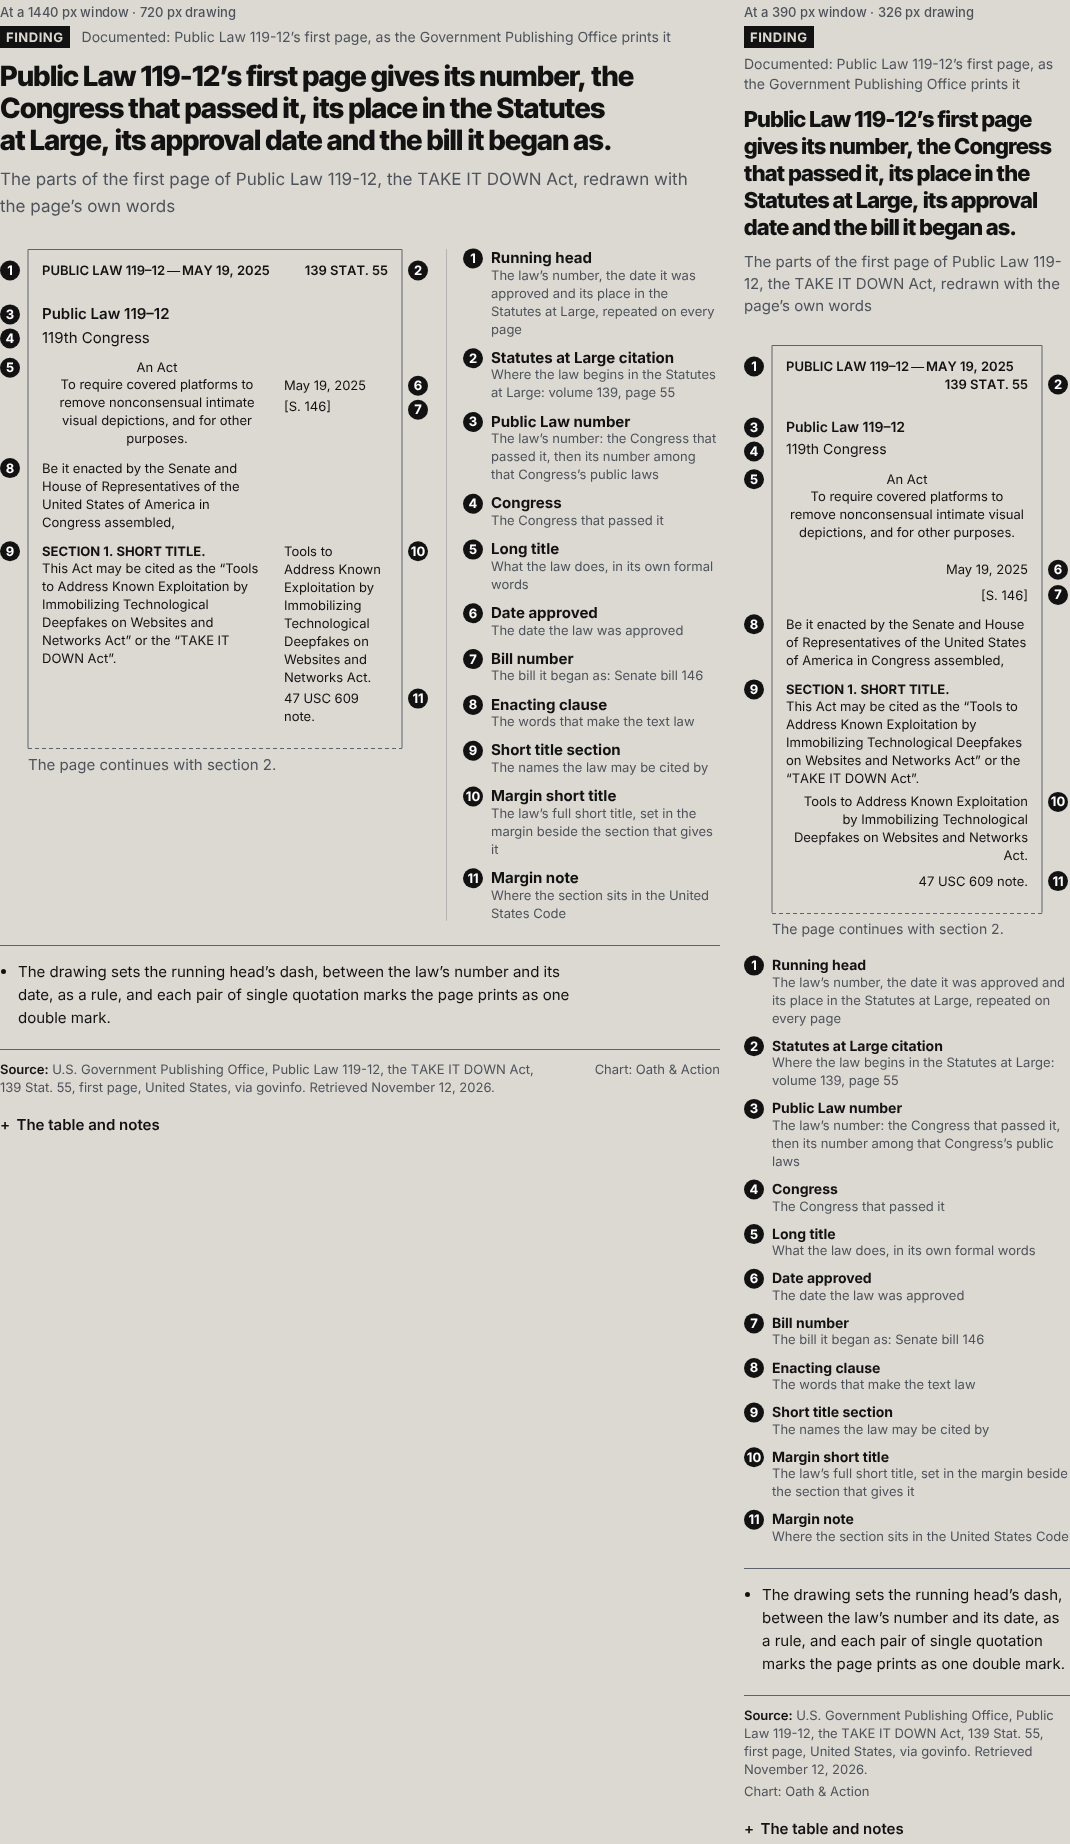 At a 1440 px window · 720 px drawing
FINDING Documented: Public Law 119-12’s first page, as the Government Publishing Office prints it
Public Law 119-12’s first page gives its number, the
Congress that passed it, its place in the Statutes
at Large, its approval date and the bill it began as.
The parts of the first page of Public Law 119-12, the TAKE IT DOWN Act, redrawn with
the page’s own words
1 PUBLIC LAW 119–12—MAY 19, 2025 139 STAT. 55 2
3 Public Law 119–12
4 119th Congress
5 An Act
To require covered platforms to
remove nonconsensual intimate
visual depictions, and for other
purposes.
May 19, 2025 6
[S. 146] 7
8 Be it enacted by the Senate and
House of Representatives of the
United States of America in
Congress assembled,
9 SECTION 1. SHORT TITLE.
This Act may be cited as the “Tools
to Address Known Exploitation by
Immobilizing Technological
Deepfakes on Websites and
Networks Act” or the “TAKE IT
DOWN Act”.
Tools to 10
Address Known
Exploitation by
Immobilizing
Technological
Deepfakes on
Websites and
Networks Act.
47 USC 609 11
note.
The page continues with section 2.
1 Running head
The law’s number, the date it was
approved and its place in the
Statutes at Large, repeated on every
page
2 Statutes at Large citation
Where the law begins in the Statutes
at Large: volume 139, page 55
3 Public Law number
The law’s number: the Congress that
passed it, then its number among
that Congress’s public laws
4 Congress
The Congress that passed it
5 Long title
What the law does, in its own formal
words
6 Date approved
The date the law was approved
7 Bill number
The bill it began as: Senate bill 146
8 Enacting clause
The words that make the text law
9 Short title section
The names the law may be cited by
10 Margin short title
The law’s full short title, set in the
margin beside the section that gives
it
11 Margin note
Where the section sits in the United
States Code
• The drawing sets the running head’s dash, between the law’s number and its
date, as a rule, and each pair of single quotation marks the page prints as one
double mark.
Source: U.S. Government Publishing Office, Public Law 119-12, the TAKE IT DOWN Act,
139 Stat. 55, first page, United States, via govinfo. Retrieved November 12, 2026.
Chart: Oath & Action
+ The table and notes
At a 390 px window · 326 px drawing
FINDING
Documented: Public Law 119-12’s first page, as
the Government Publishing Office prints it
Public Law 119-12’s first page
gives its number, the Congress
that passed it, its place in the
Statutes at Large, its approval
date and the bill it began as.
The parts of the first page of Public Law 119-
12, the TAKE IT DOWN Act, redrawn with the
page’s own words
1 PUBLIC LAW 119–12—MAY 19, 2025
139 STAT. 55 2
3 Public Law 119–12
4 119th Congress
5 An Act
To require covered platforms to
remove nonconsensual intimate visual
depictions, and for other purposes.
May 19, 2025 6
[S. 146] 7
8 Be it enacted by the Senate and House
of Representatives of the United States
of America in Congress assembled,
9 SECTION 1. SHORT TITLE.
This Act may be cited as the “Tools to
Address Known Exploitation by
Immobilizing Technological Deepfakes
on Websites and Networks Act” or the
“TAKE IT DOWN Act”.
Tools to Address Known Exploitation 10
by Immobilizing Technological
Deepfakes on Websites and Networks
Act.
47 USC 609 note. 11
The page continues with section 2.
1 Running head
The law’s number, the date it was approved and
its place in the Statutes at Large, repeated on
every page
2 Statutes at Large citation
Where the law begins in the Statutes at Large:
volume 139, page 55
3 Public Law number
The law’s number: the Congress that passed it,
then its number among that Congress’s public
laws
4 Congress
The Congress that passed it
5 Long title
What the law does, in its own formal words
6 Date approved
The date the law was approved
7 Bill number
The bill it began as: Senate bill 146
8 Enacting clause
The words that make the text law
9 Short title section
The names the law may be cited by
10 Margin short title
The law’s full short title, set in the margin beside
the section that gives it
11 Margin note
Where the section sits in the United States Code
• The drawing sets the running head’s dash,
between the law’s number and its date, as
a rule, and each pair of single quotation
marks the page prints as one double mark.
Source: U.S. Government Publishing Office, Public
Law 119-12, the TAKE IT DOWN Act, 139 Stat. 55,
first page, United States, via govinfo. Retrieved
November 12, 2026.
Chart: Oath & Action
+ The table and notes